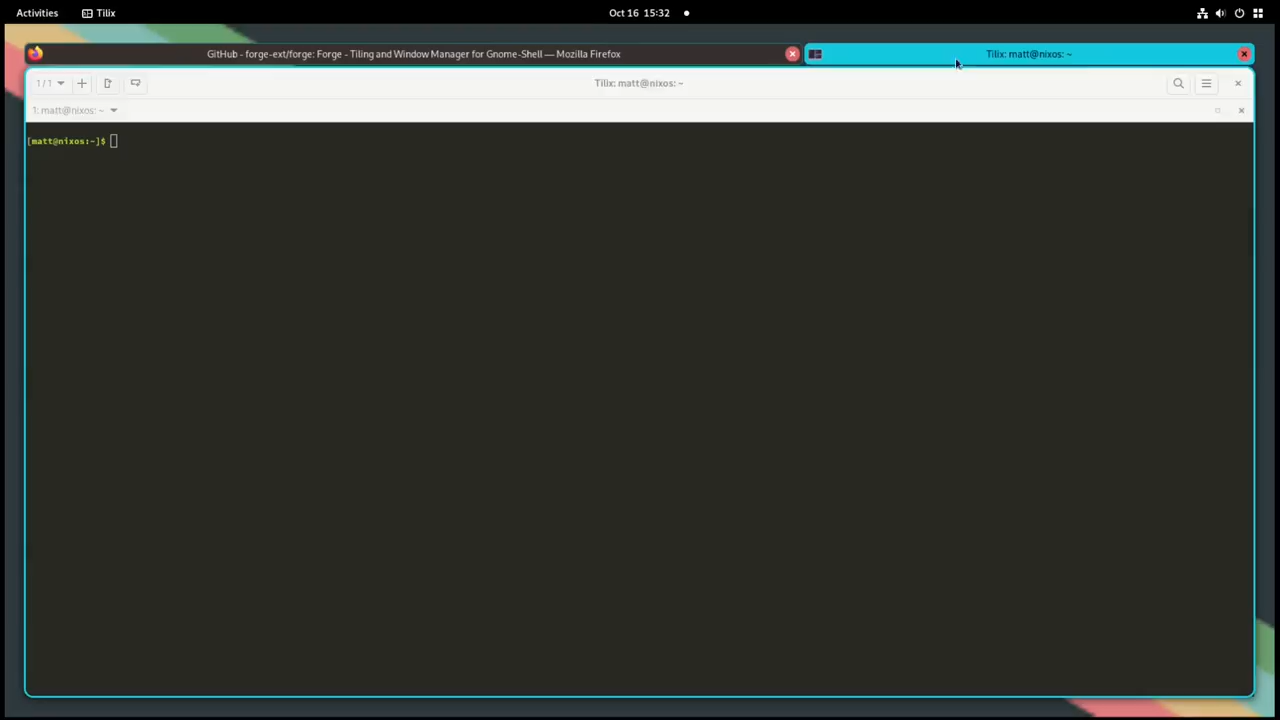 Activities Tilix Oct 16 15:32
GitHub - forge-ext/forge: Forge - Tiling and Window Manager for Gnome-Shell — Mozilla Firefox Tilix: matt@nixos: ~
1 / 1 Tilix: matt@nixos: ~
1: matt@nixos: ~
[matt@nixos:~]$